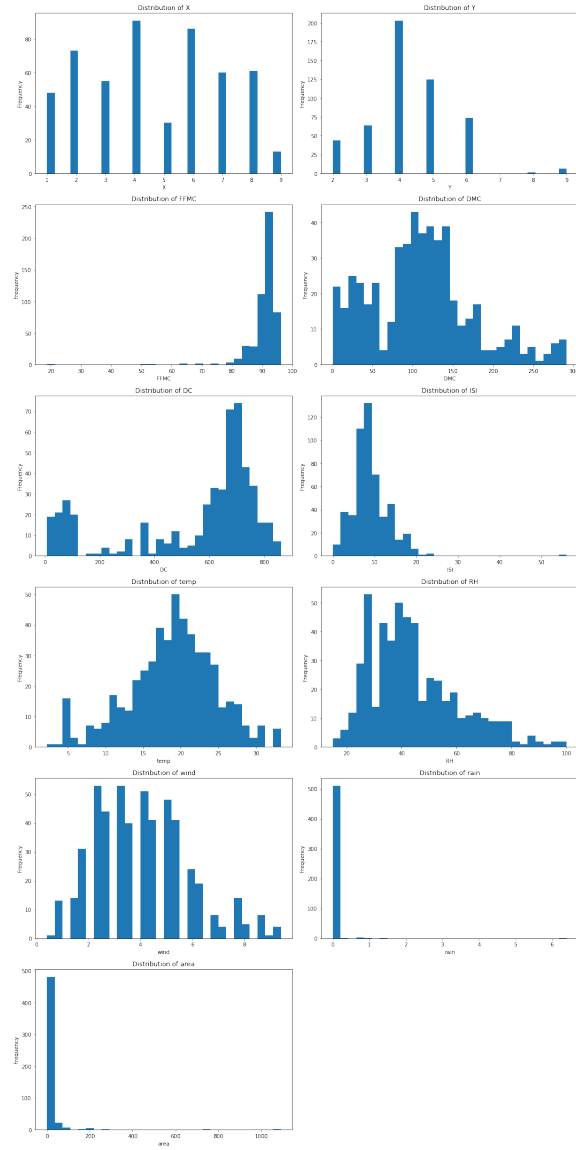 Distribution of X
Frequency
80
60
40
20
0
1 2 3 4 5 6 7 8 9
X
Distribution of Y
Frequency
200
175
150
125
100
75
50
25
0
2 3 4 5 6 7 8 9
Y
Distribution of FFMC
Frequency
250
200
150
100
50
0
20 30 40 50 60 70 80 90 100
FFMC
Distribution of DMC
Frequency
40
30
20
10
0
0 50 100 150 200 250 300
DMC
Distribution of DC
Frequency
70
60
50
40
30
20
10
0
0 200 400 600 800
DC
Distribution of ISI
Frequency
120
100
80
60
40
20
0
0 10 20 30 40 50
ISI
Distribution of temp
Frequency
50
40
30
20
10
0
5 10 15 20 25 30
temp
Distribution of RH
Frequency
50
40
30
20
10
0
20 40 60 80 100
RH
Distribution of wind
Frequency
50
40
30
20
10
0
0 2 4 6 8
wind
Distribution of rain
Frequency
500
400
300
200
100
0
0 1 2 3 4 5 6
rain
Distribution of area
Frequency
500
400
300
200
100
0
0 200 400 600 800 1000
area